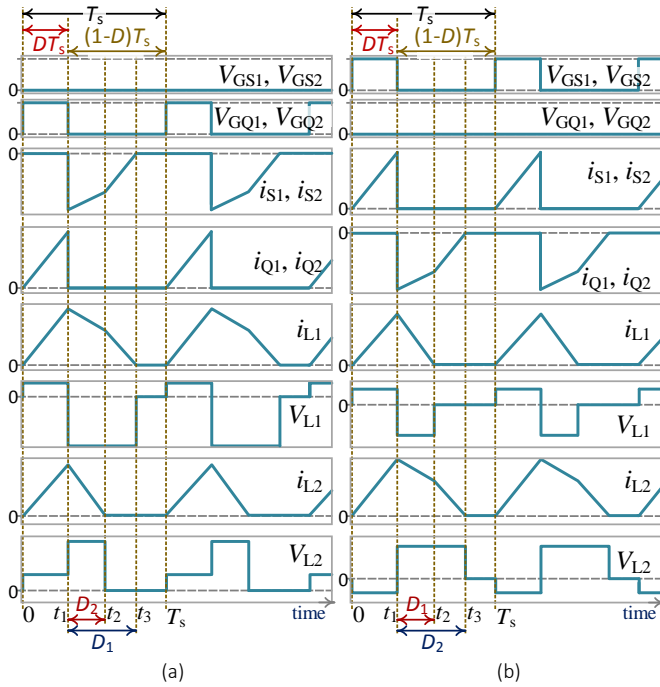 Ts
DTs
(1-D)Ts
VGS1, VGS2
0
VGQ1, VGQ2
0
0
iS1, iS2
iQ1, iQ2
0
iL1
0
0
VL1
iL2
0
VL2
0
0 t1 D2 t2 t3 Ts time
D1
(a)
Ts
DTs
(1-D)Ts
VGS1, VGS2
0
VGQ1, VGQ2
0
iS1, iS2
0
0
iQ1, iQ2
iL1
0
0
VL1
iL2
0
VL2
0
0 t1 D1 t2 t3 Ts time
D2
(b)